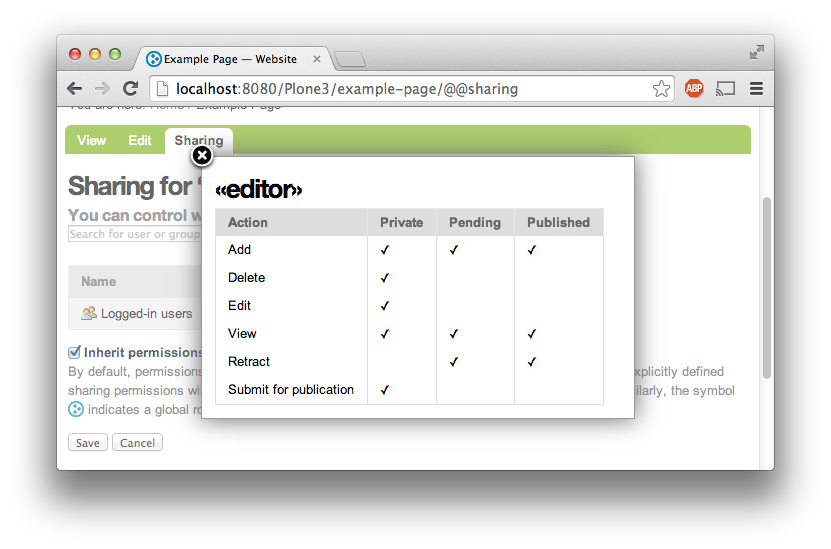 Example Page — Website
localhost:8080/Plone3/example-page/@@sharing
ABP
You are here: Home Example Page
View Edit Sharing
Sharing for “
You can control w
Search for user or group
Name
Logged-in users
Inherit permissions
By default, permissions
xplicitly defined
sharing permissions wi
ilarly, the symbol
indicates a global ro
Save Cancel
«editor»
Action Private Pending Published
Add ✓ ✓ ✓
Delete ✓
Edit ✓
View ✓ ✓ ✓
Retract ✓ ✓
Submit for publication ✓